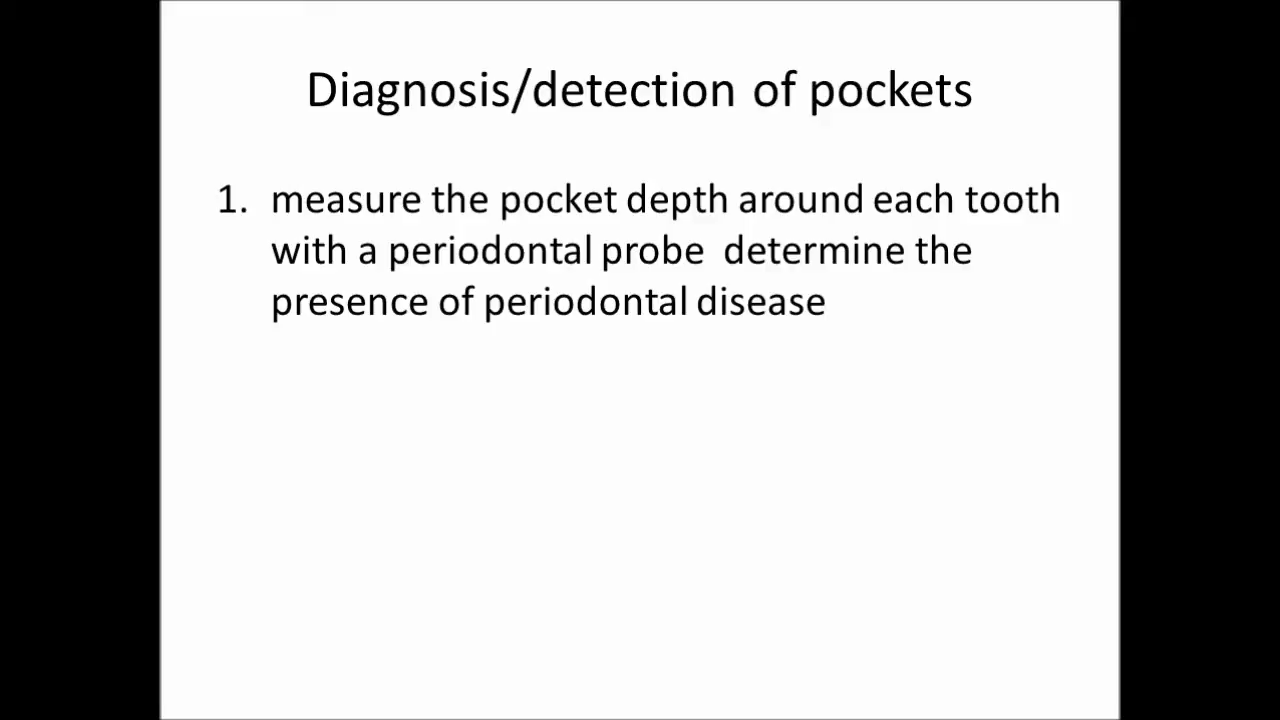 Diagnosis/detection of pockets
1. measure the pocket depth around each tooth
with a periodontal probe  determine the
presence of periodontal disease